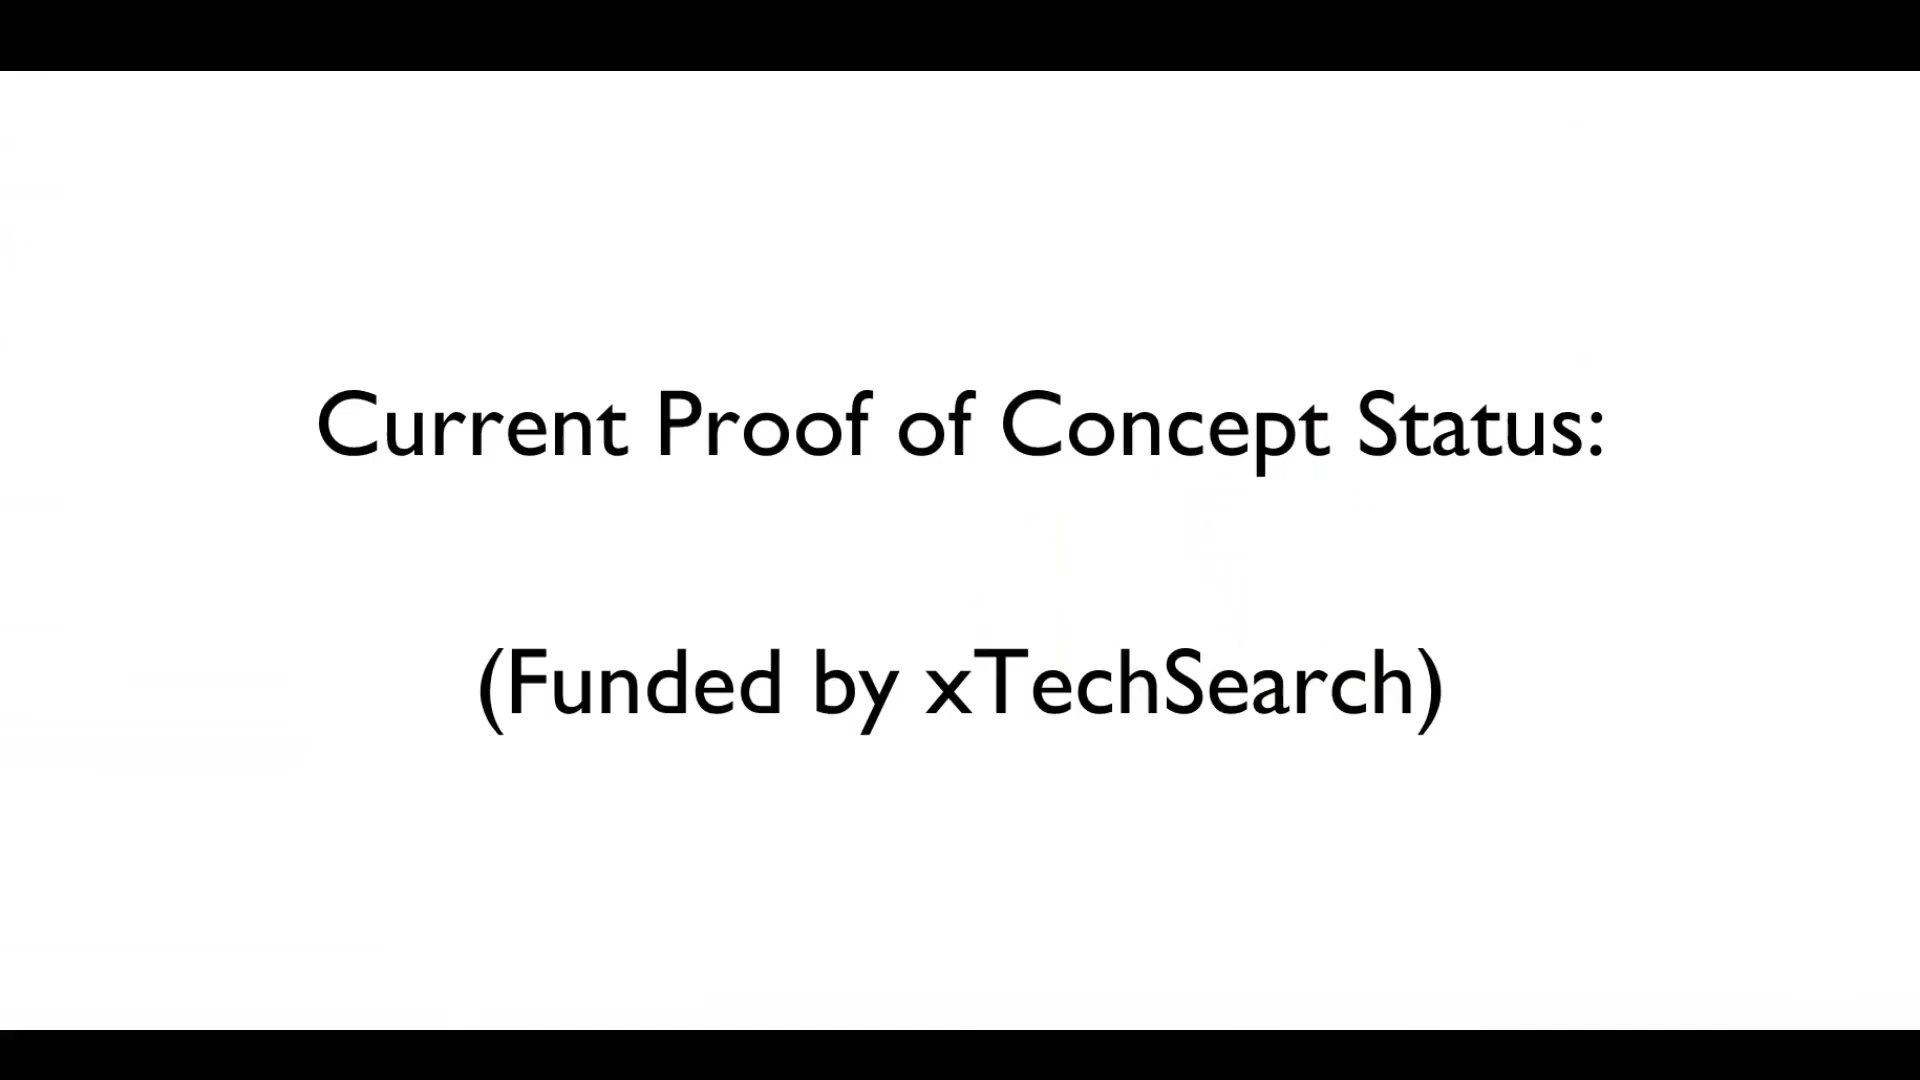 Current Proof of Concept Status:
(Funded by xTechSearch)